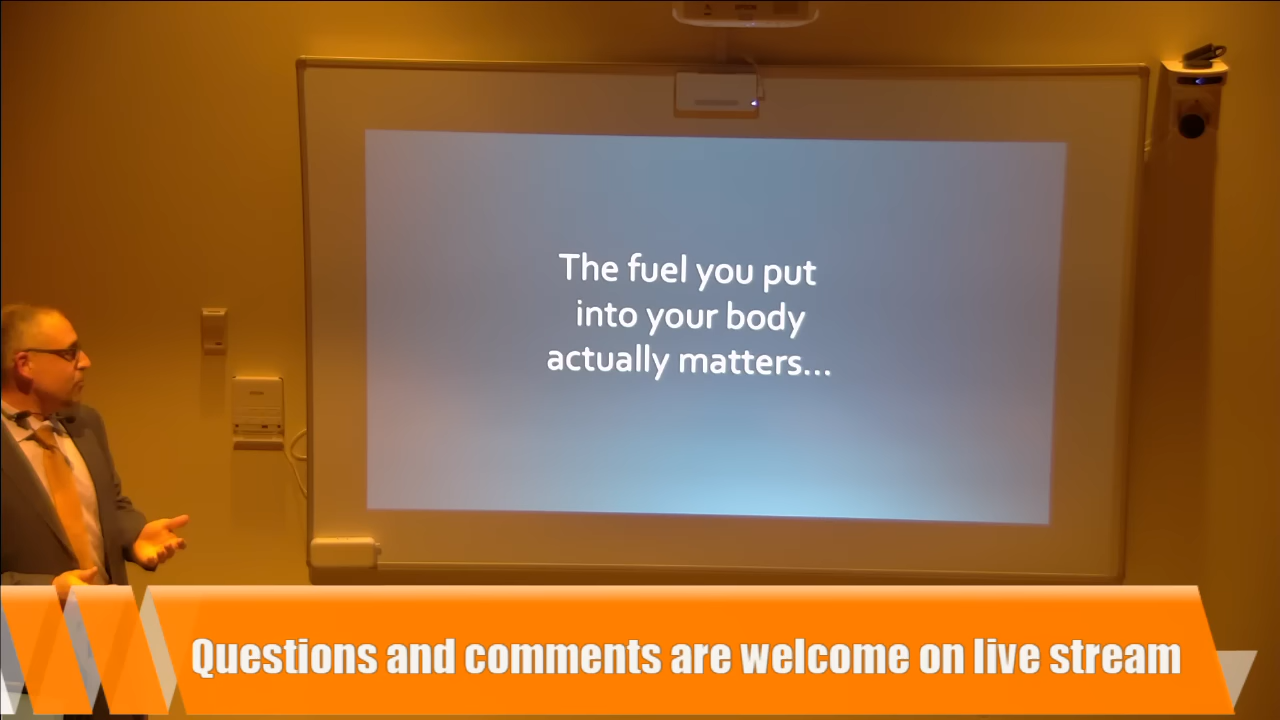 The fuel you put
into your body
actually matters...
Questions and comments are welcome on live stream